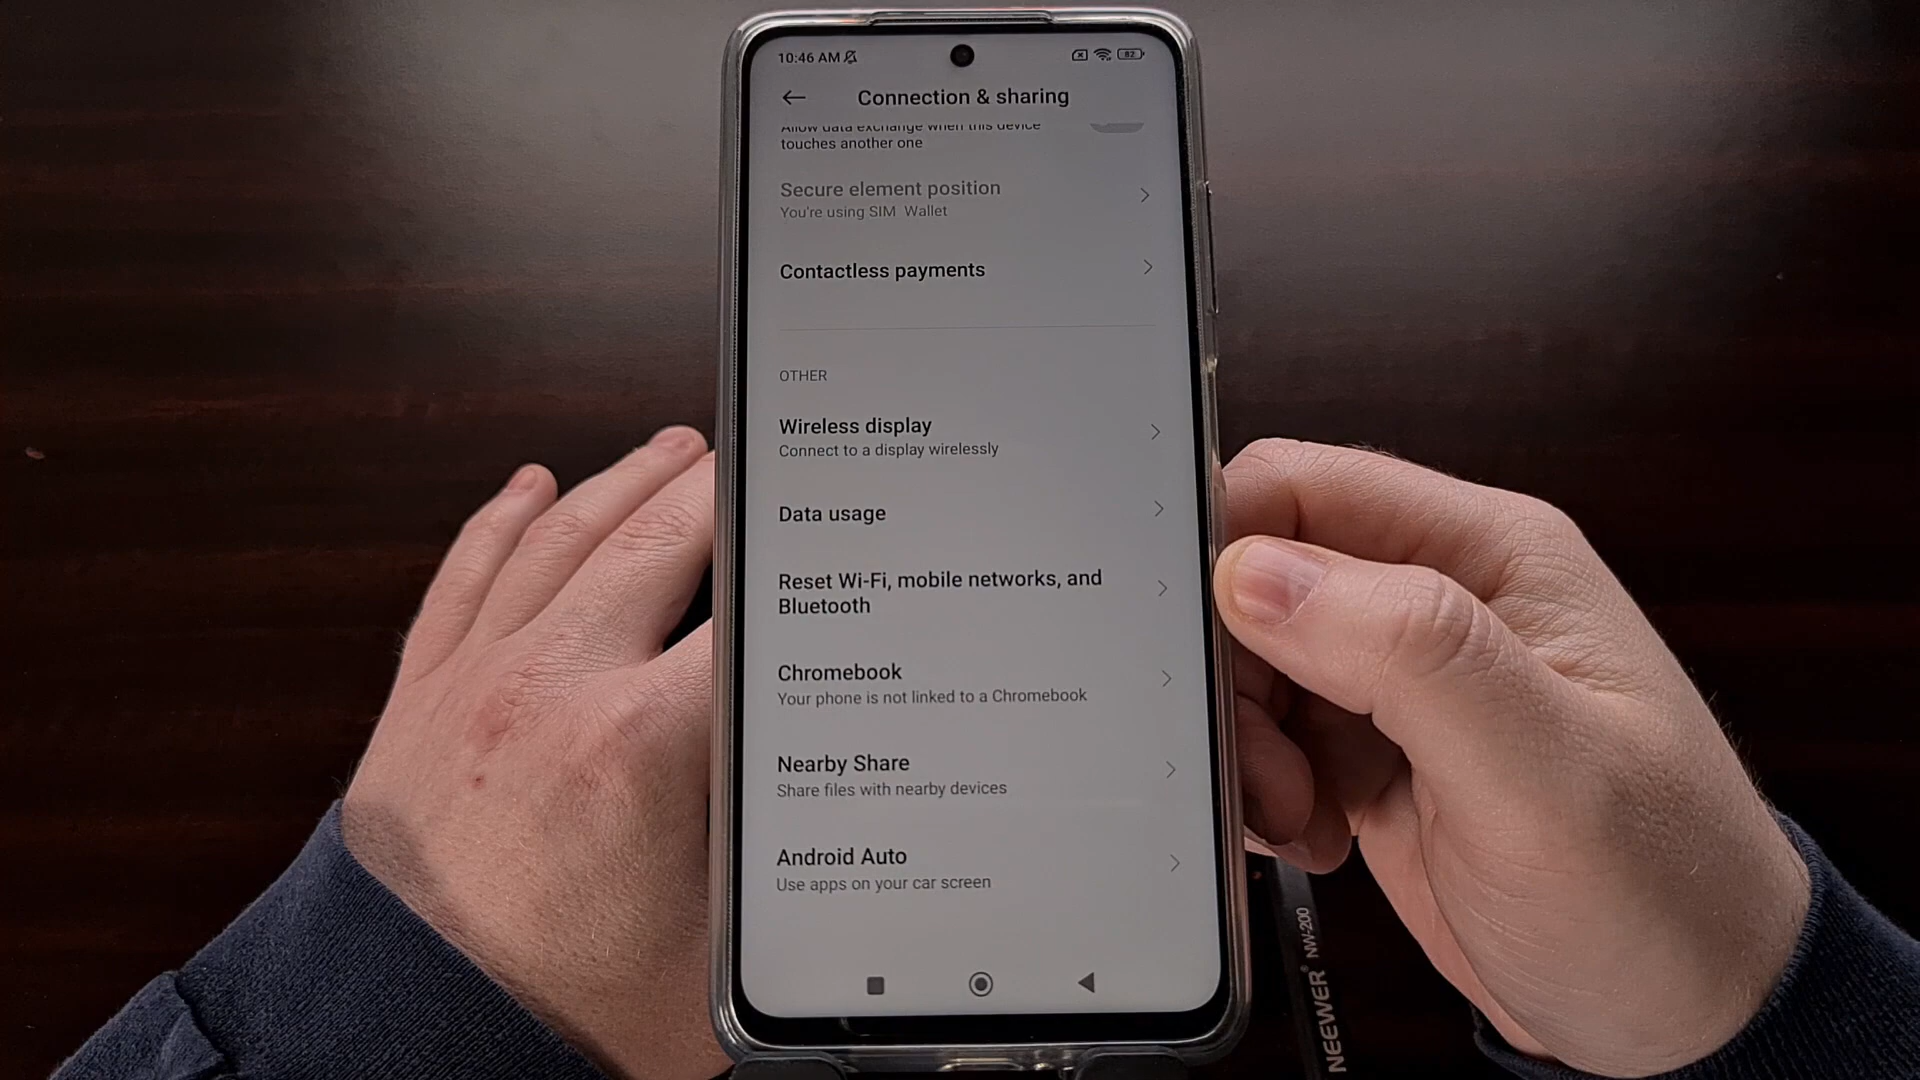 10:46 AM
82
Connection & sharing
Allow data exchange when this device
touches another one
Secure element position
You're using SIM Wallet
Contactless payments
OTHER
Wireless display
Connect to a display wirelessly
Data usage
Reset Wi-Fi, mobile networks, and
Bluetooth
Chromebook
Your phone is not linked to a Chromebook
Nearby Share
Share files with nearby devices
Android Auto
Use apps on your car screen
NEEWER® NW-200